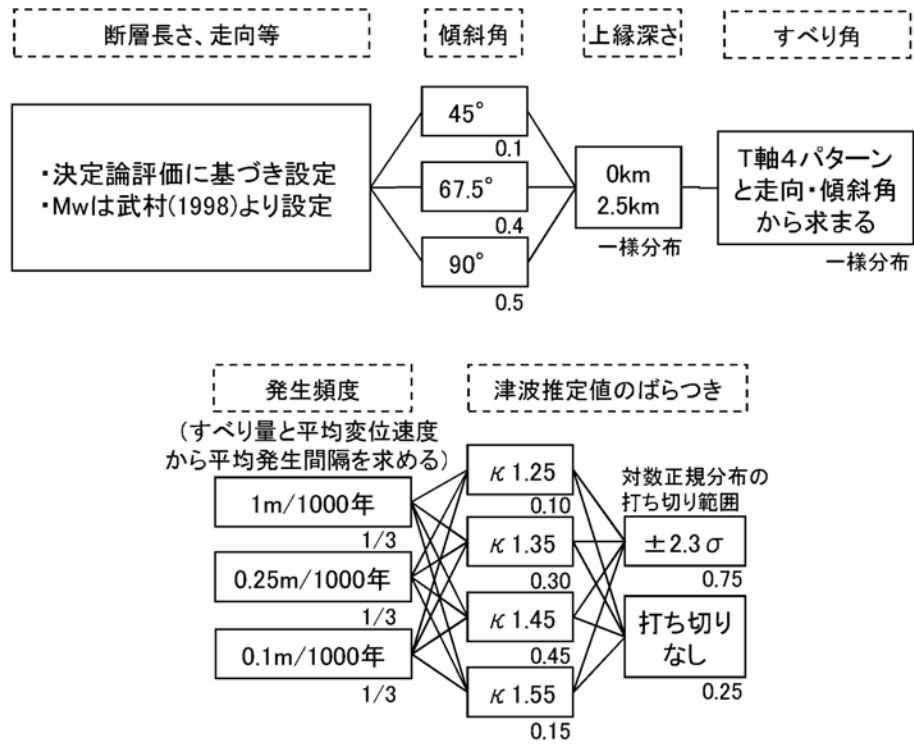 断層長さ、走向等
傾斜角
上縁深さ
すべり角
・決定論評価に基づき設定
・Mwは武村(1998)より設定
45°
0.1
67.5°
0.4
90°
0.5
0km
2.5km
一様分布
T軸4パターン
と走向・傾斜角
から求まる
一様分布
発生頻度
(すべり量と平均変位速度
から平均発生間隔を求める)
1m/1000年
1/3
0.25m/1000年
1/3
0.1m/1000年
1/3
津波推定値のばらつき
κ1.25
0.10
κ1.35
0.30
κ1.45
0.45
κ1.55
0.15
対数正規分布の
打ち切り範囲
±2.3σ
0.75
打ち切り
なし
0.25